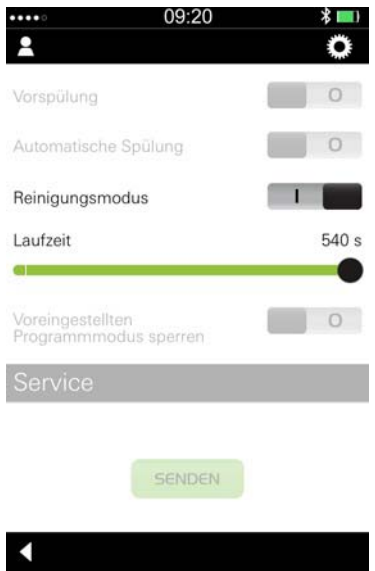 09:20
Vorspülung O
Automatische Spülung O
Reinigungsmodus I
Laufzeit 540 s
Voreingestellten O
Programmmodus sperren
Service
SENDEN